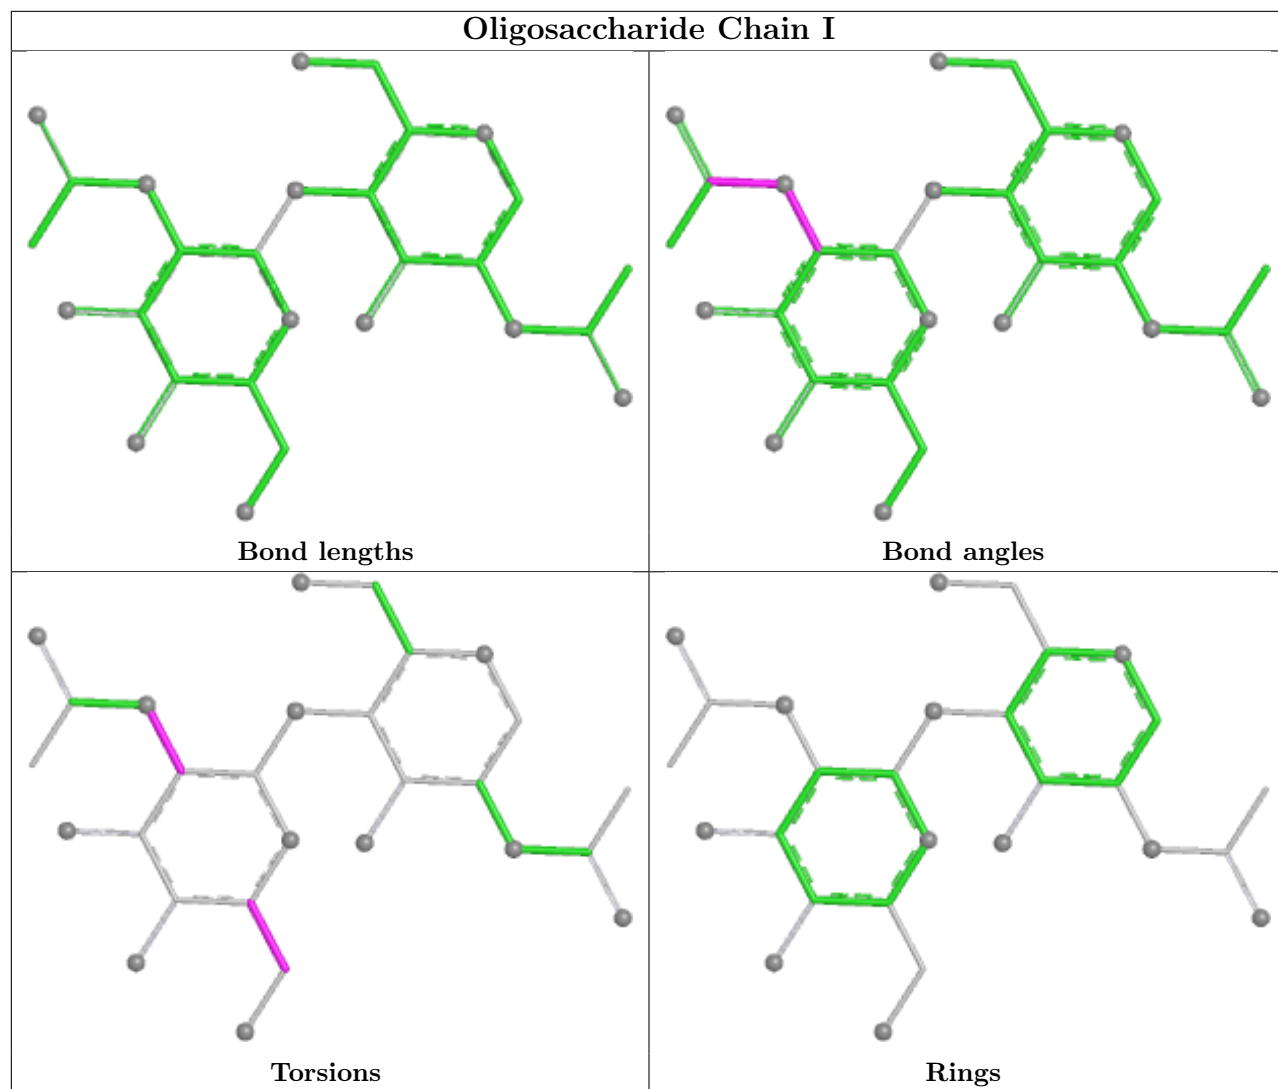 Oligosaccharide Chain I
Bond lengths
Bond angles
Torsions
Rings